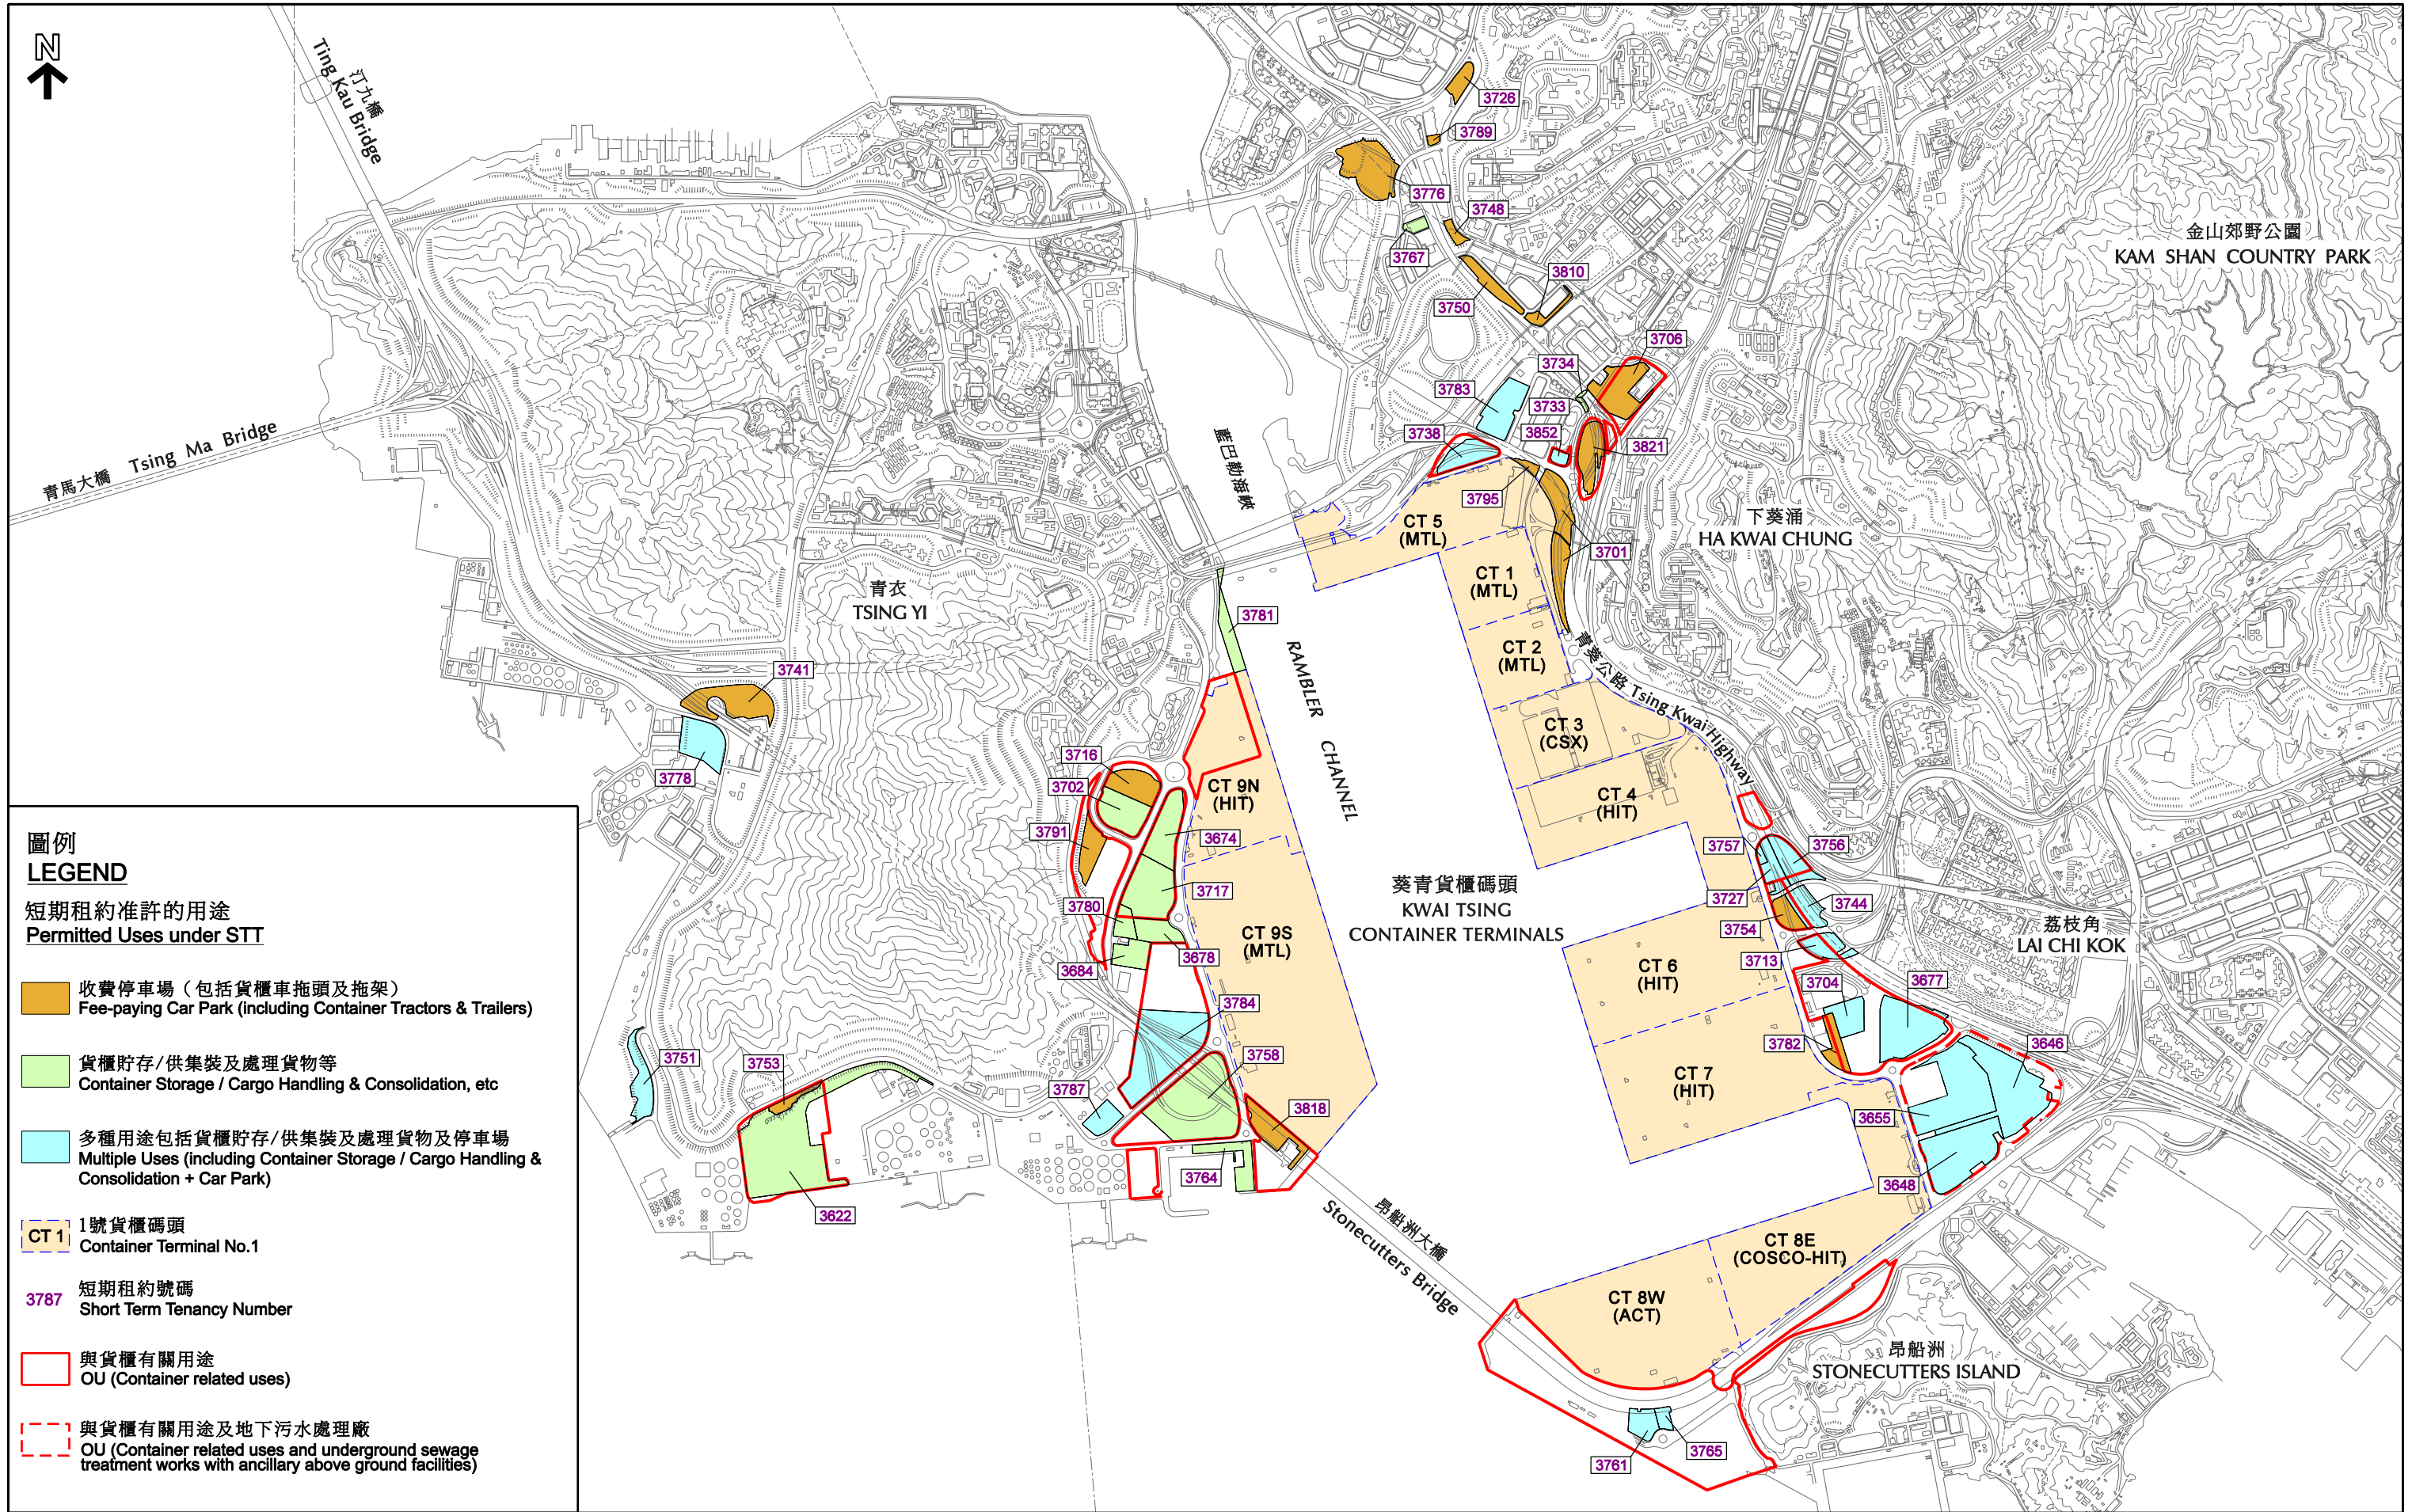 N
汀九橋
Ting Kau Bridge
3726
3789
3776
3748
3767
金山郊野公園
KAM SHAN COUNTRY PARK
3810
3750
3706
3734
3783
3733
3738
3852
3821
藍巴勒海峽
青馬大橋 Tsing Ma Bridge
3795
CT 5
(MTL)
下葵涌
HA KWAI CHUNG
3701
CT 1
(MTL)
青衣
TSING YI
3781
CT 2
(MTL)
青葵公路 Tsing Kwai Highway
RAMBLER CHANNEL
3741
CT 3
(CSX)
3716
3778
3702
CT 9N
(HIT)
CT 4
(HIT)
3791
3674
3757
3756
3717
葵青貨櫃碼頭
KWAI TSING
CONTAINER TERMINALS
3727
3744
3780
3754
荔枝角
LAI CHI KOK
CT 9S
(MTL)
3678
3713
3684
CT 6
(HIT)
3704
3677
3784
3782
3646
3751
3753
3758
CT 7
(HIT)
3787
3818
3655
3764
3648
3622
昂船洲大橋
Stonecutters Bridge
CT 8E
(COSCO-HIT)
CT 8W
(ACT)
昂船洲
STONECUTTERS ISLAND
3765
3761
圖例
LEGEND
短期租約准許的用途
Permitted Uses under STT
收費停車場（包括貨櫃車拖頭及拖架）
Fee-paying Car Park (including Container Tractors & Trailers)
貨櫃貯存/供集裝及處理貨物等
Container Storage / Cargo Handling & Consolidation, etc
多種用途包括貨櫃貯存/供集裝及處理貨物及停車場
Multiple Uses (including Container Storage / Cargo Handling &
Consolidation + Car Park)
CT 1
1號貨櫃碼頭
Container Terminal No.1
3787
短期租約號碼
Short Term Tenancy Number
與貨櫃有關用途
OU (Container related uses)
與貨櫃有關用途及地下污水處理廠
OU (Container related uses and underground sewage
treatment works with ancillary above ground facilities)